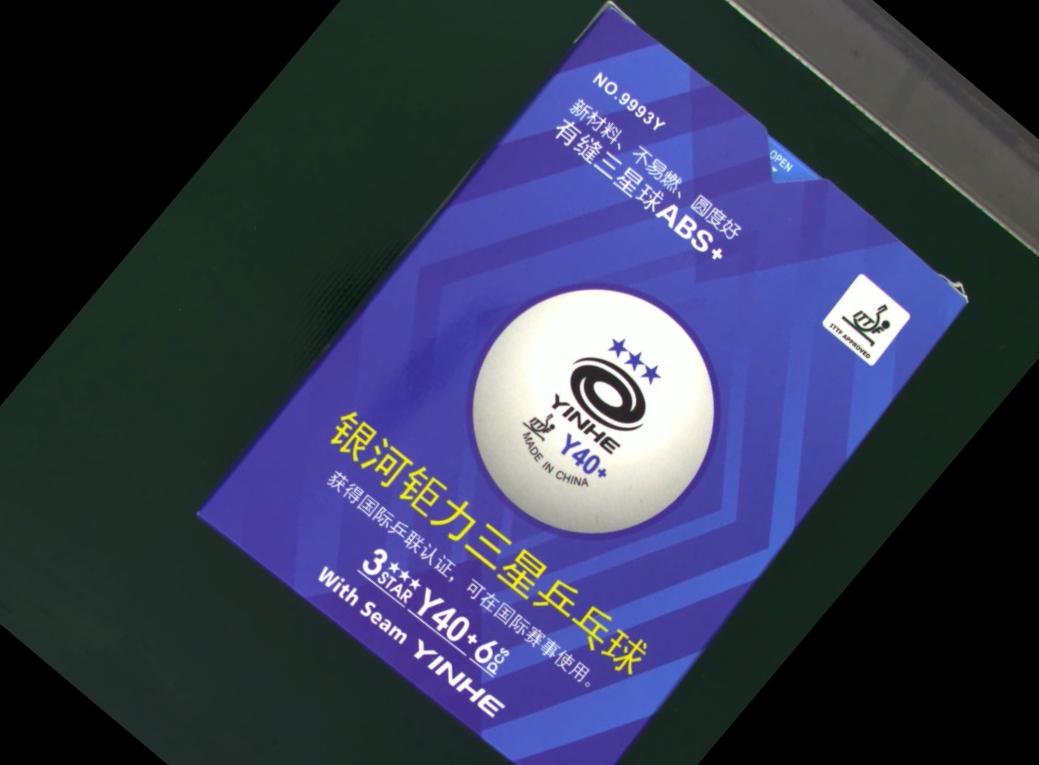 NO.9993Y
新材料、不易燃、圆度好
有缝三星球ABS+
OPEN
ITTF
ITTF APPROVED
YINHE
ITTF Y40+
MADE IN CHINA
银河钜力三星乒乓球
获得国际乒联认证，可在国际赛事使用。
3 STAR Y40+ 6 PCS
With Seam YINHE